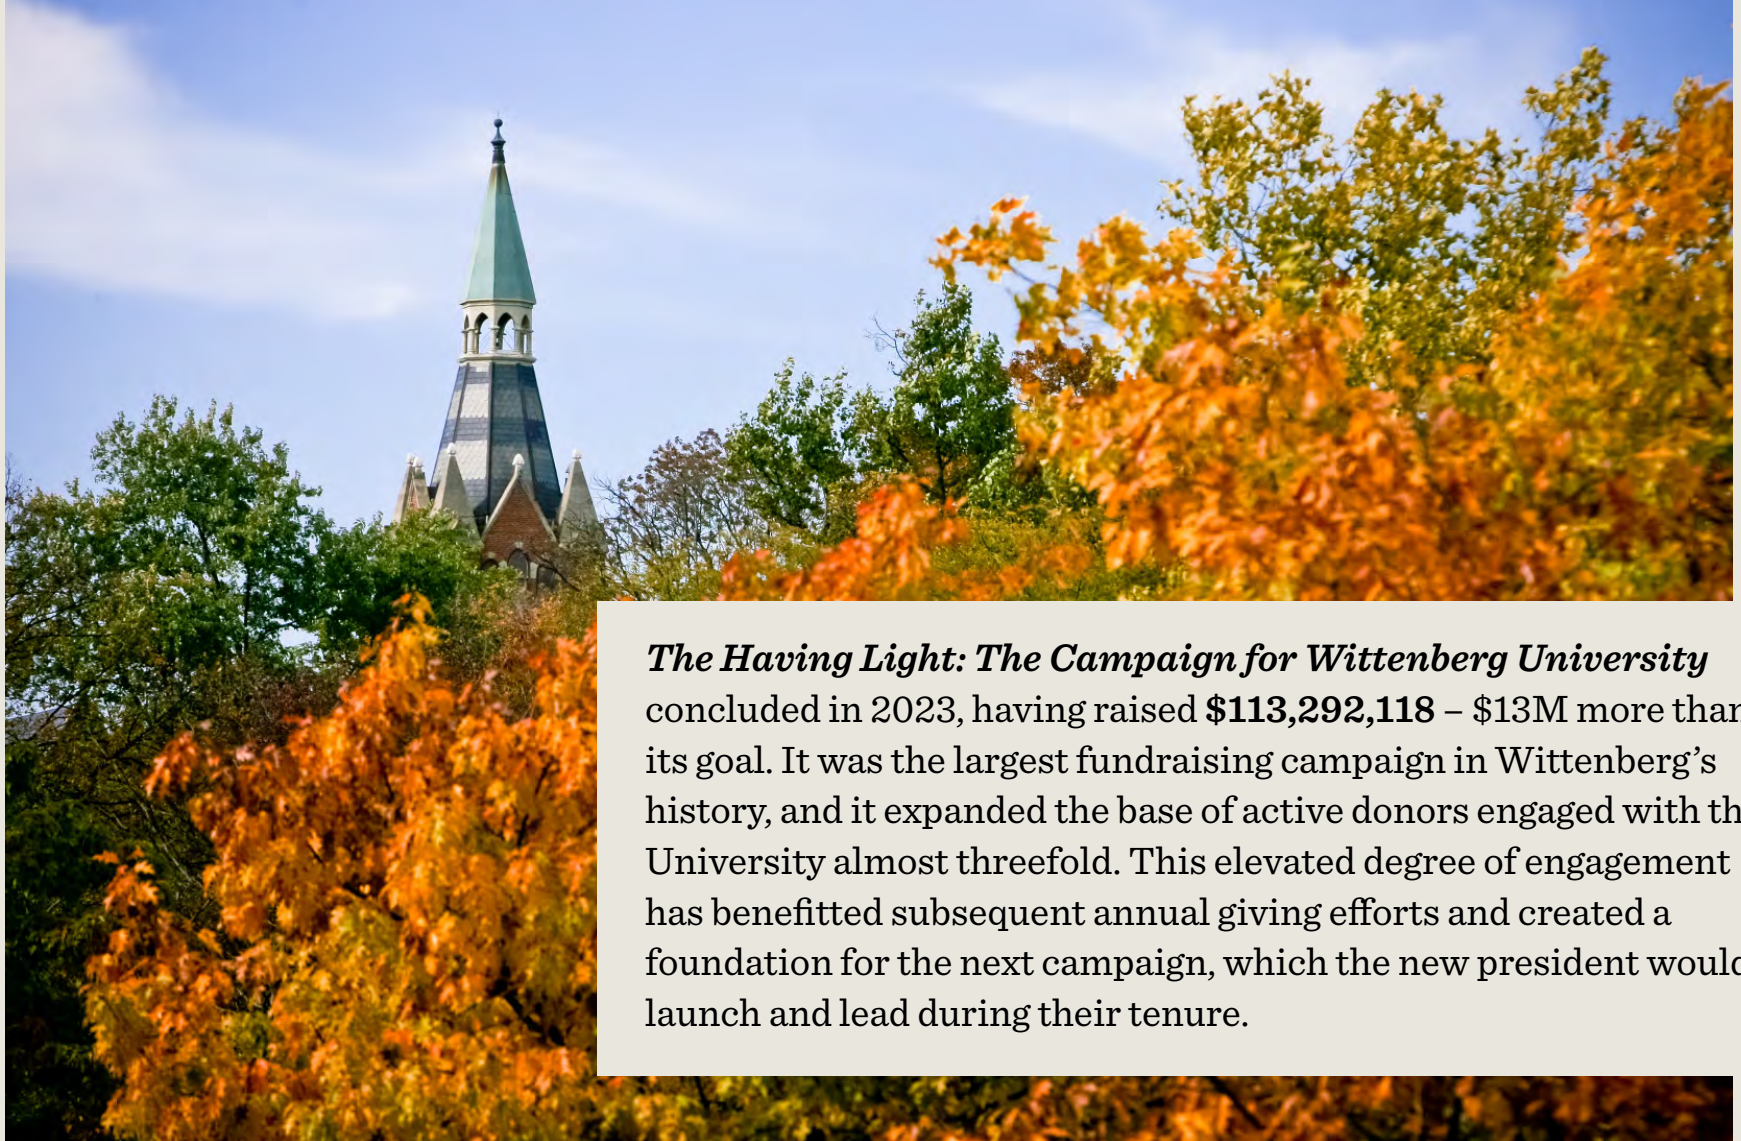 The Having Light: The Campaign for Wittenberg University
concluded in 2023, having raised $113,292,118 – $13M more than
its goal. It was the largest fundraising campaign in Wittenberg’s
history, and it expanded the base of active donors engaged with th
University almost threefold. This elevated degree of engagement
has benefitted subsequent annual giving efforts and created a
foundation for the next campaign, which the new president would
launch and lead during their tenure.